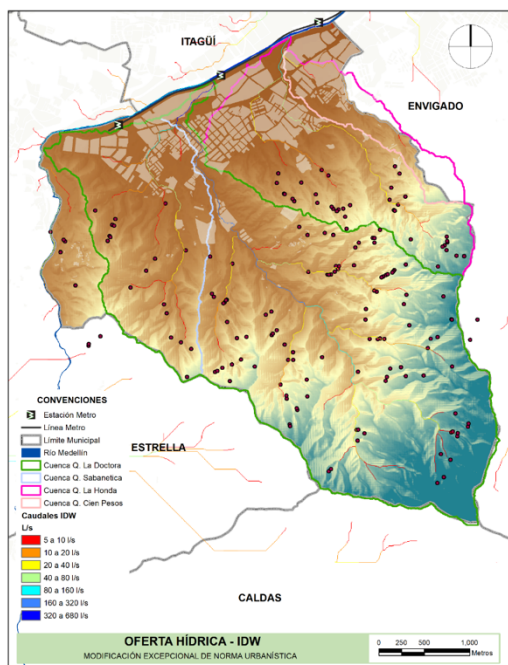 ITAGÜÍ
ENVIGADO
CONVENCIONES
Estación Metro
Línea Metro
Límite Municipal
Río Medellín
Cuenca Q. La Doctora
Cuenca Q. Sabanetica
Cuenca Q. La Honda
Cuenca Q. Cien Pesos
Caudales IDW
L/s
5 a 10 l/s
10 a 20 l/s
20 a 40 l/s
40 a 80 l/s
80 a 160 l/s
160 a 320 l/s
320 a 680 l/s
ESTRELLA
CALDAS
OFERTA HÍDRICA - IDW
MODIFICACIÓN EXCEPCIONAL DE NORMA URBANÍSTICA
0 250 500 1,000
Metros